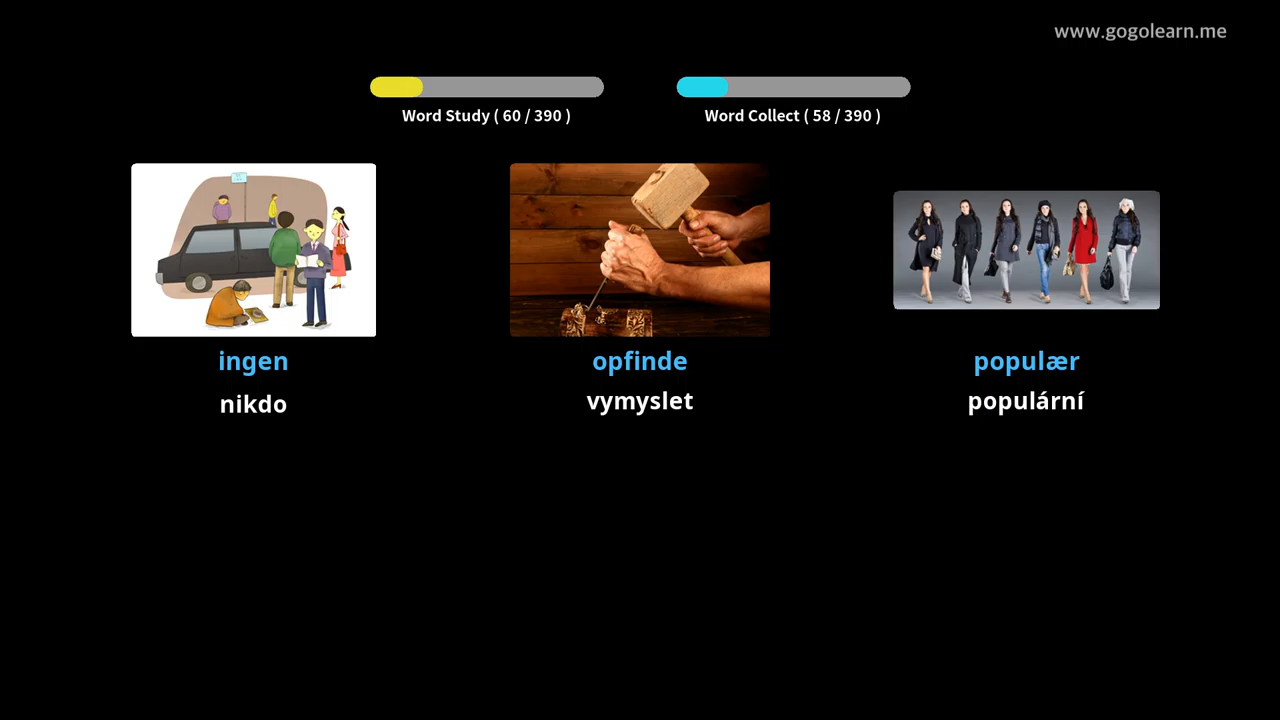 www.gogolearn.me
Word Study ( 60 / 390 )
Word Collect ( 58 / 390 )
ingen
opfinde
populær
nikdo
vymyslet
populární